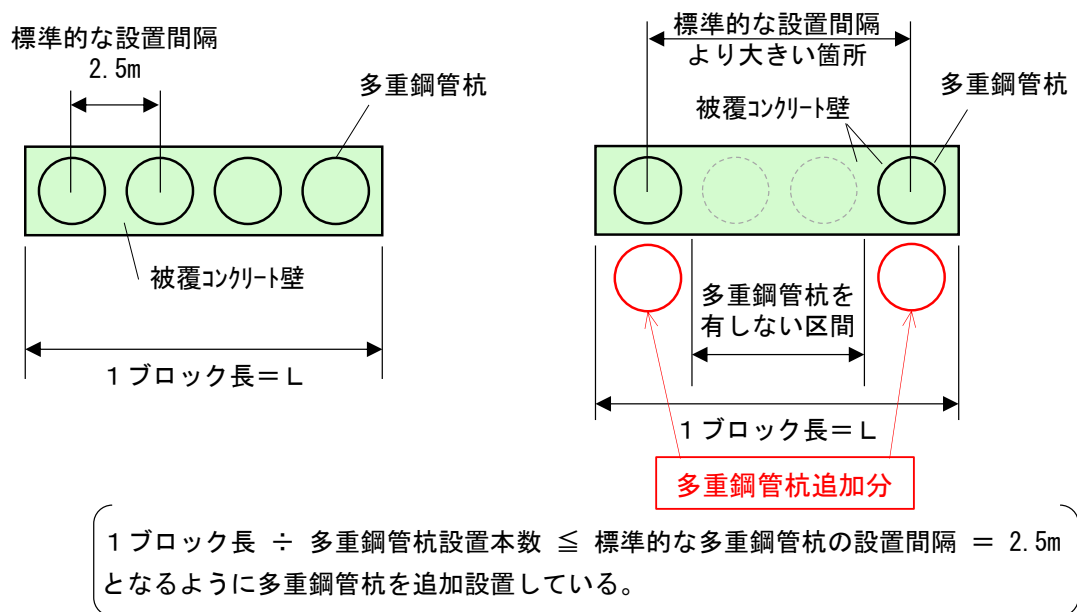 標準的な設置間隔
2.5m
多重鋼管杭
被覆コンクリート壁
1ブロック長=L
標準的な設置間隔
より大きい箇所
多重鋼管杭
被覆コンクリート壁
多重鋼管杭を
有しない区間
1ブロック長=L
多重鋼管杭追加分
1ブロック長 ÷ 多重鋼管杭設置本数 ≦ 標準的な多重鋼管杭の設置間隔 = 2.5m
となるように多重鋼管杭を追加設置している。